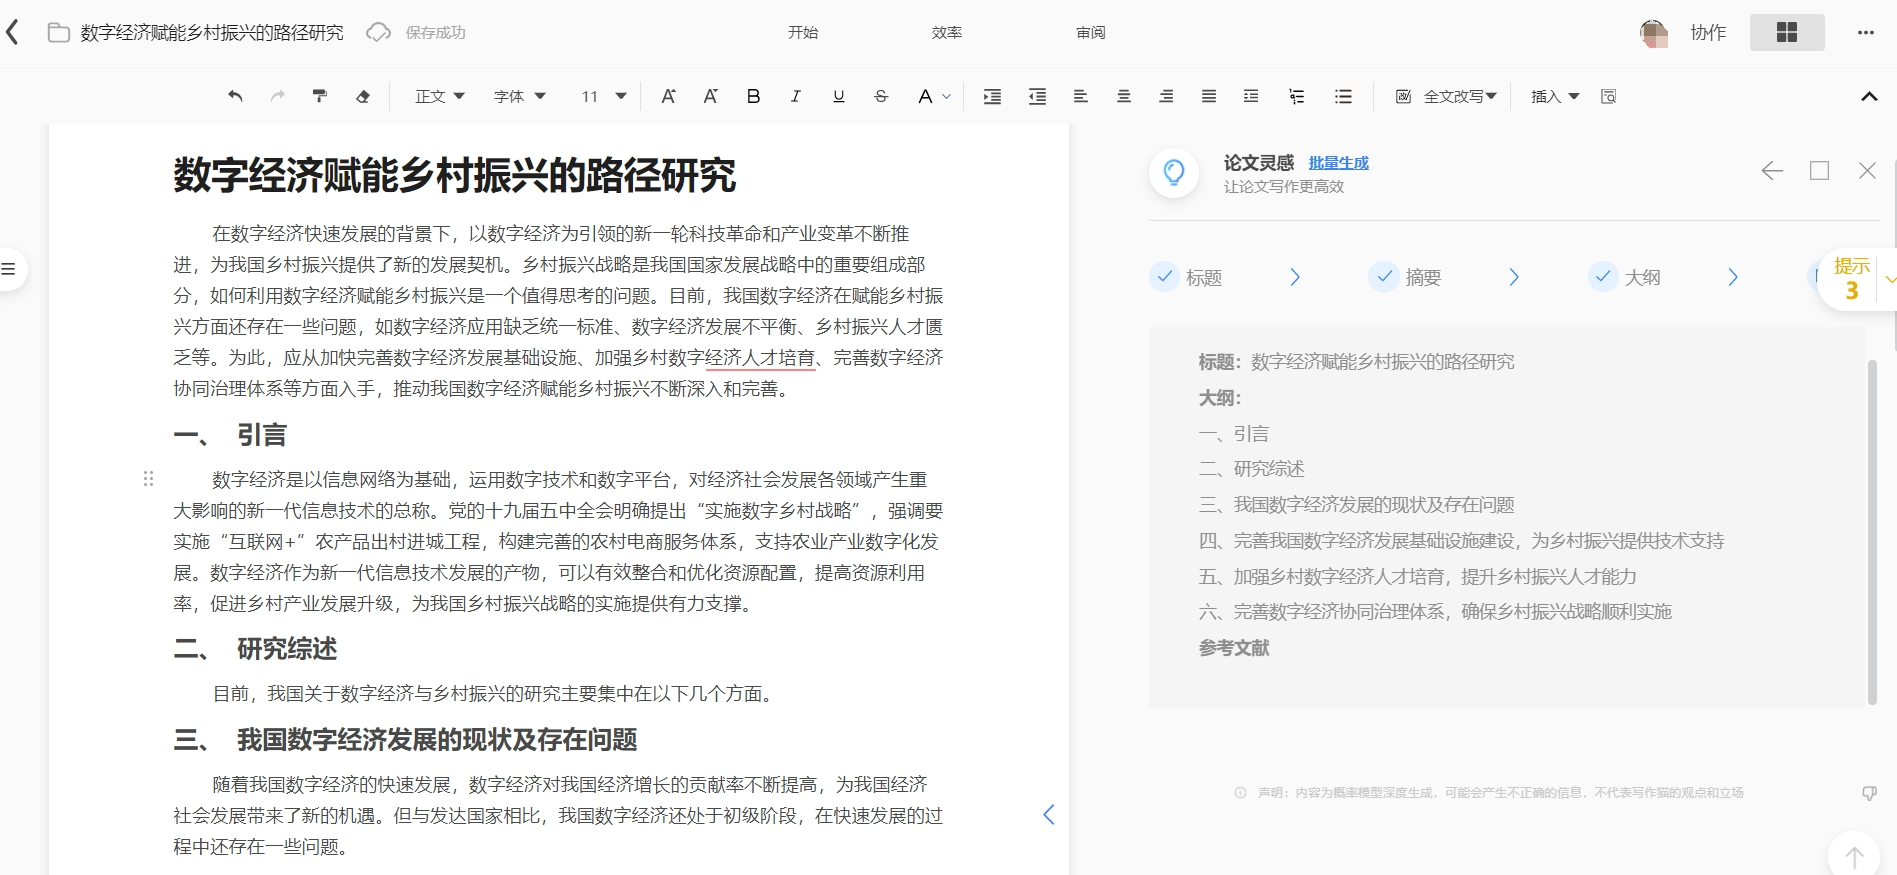 数字经济赋能乡村振兴的路径研究
保存成功
开始
效率
审阅
协作
正文
字体
11
A
A
B
I
U
S
A
全文改写
插入
数字经济赋能乡村振兴的路径研究
在数字经济快速发展的背景下，以数字经济为引领的新一轮科技革命和产业变革不断推
进，为我国乡村振兴提供了新的发展契机。乡村振兴战略是我国国家发展战略中的重要组成部
分，如何利用数字经济赋能乡村振兴是一个值得思考的问题。目前，我国数字经济在赋能乡村振
兴方面还存在一些问题，如数字经济应用缺乏统一标准、数字经济发展不平衡、乡村振兴人才匮
乏等。为此，应从加快完善数字经济发展基础设施、加强乡村数字经济人才培育、完善数字经济
协同治理体系等方面入手，推动我国数字经济赋能乡村振兴不断深入和完善。
一、 引言
数字经济是以信息网络为基础，运用数字技术和数字平台，对经济社会发展各领域产生重
大影响的新一代信息技术的总称。党的十九届五中全会明确提出“实施数字乡村战略”，强调要
实施“互联网+”农产品出村进城工程，构建完善的农村电商服务体系，支持农业产业数字化发
展。数字经济作为新一代信息技术发展的产物，可以有效整合和优化资源配置，提高资源利用
率，促进乡村产业发展升级，为我国乡村振兴战略的实施提供有力支撑。
二、 研究综述
目前，我国关于数字经济与乡村振兴的研究主要集中在以下几个方面。
三、 我国数字经济发展的现状及存在问题
随着我国数字经济的快速发展，数字经济对我国经济增长的贡献率不断提高，为我国经济
社会发展带来了新的机遇。但与发达国家相比，我国数字经济还处于初级阶段，在快速发展的过
程中还存在一些问题。
论文灵感 批量生成
让论文写作更高效
标题
摘要
大纲
提示
3
标题：数字经济赋能乡村振兴的路径研究
大纲：
一、引言
二、研究综述
三、我国数字经济发展的现状及存在问题
四、完善我国数字经济发展基础设施建设，为乡村振兴提供技术支持
五、加强乡村数字经济人才培育，提升乡村振兴人才能力
六、完善数字经济协同治理体系，确保乡村振兴战略顺利实施
参考文献
声明：内容为概率模型深度生成，可能会产生不正确的信息，不代表写作猫的观点和立场